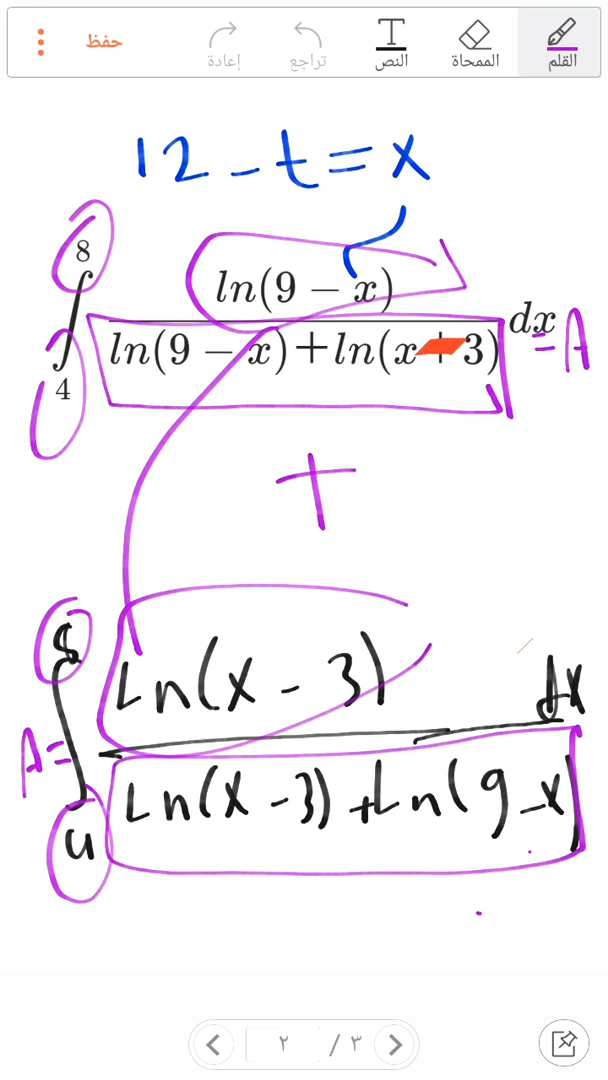 حفظ إعادة تراجع النص الممحاة القلم
12 - t = x
8
ln(9 − x)
ln(9 − x)+ln(x + 3)
dx = A
4
+
8
Ln(x - 3) dx
A =
Ln(x - 3) + Ln(9 - x)
4
٢ / ٣